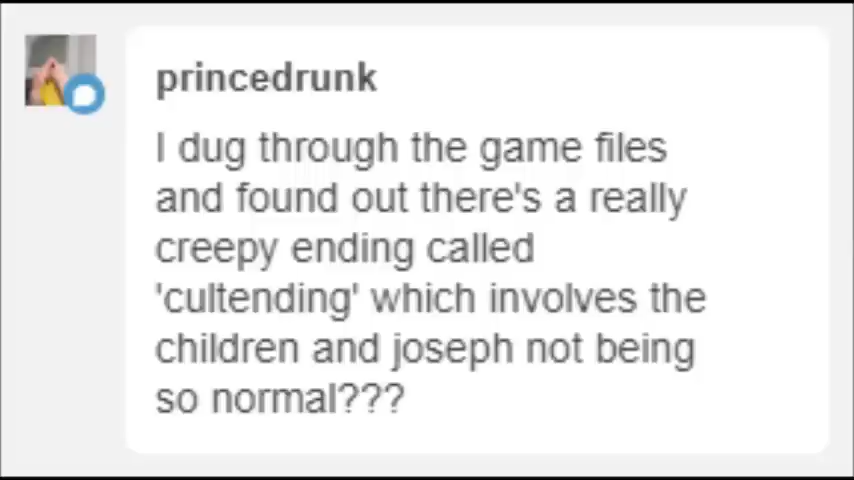 princedrunk
I dug through the game files
and found out there's a really
creepy ending called
'cultending' which involves the
children and joseph not being
so normal???